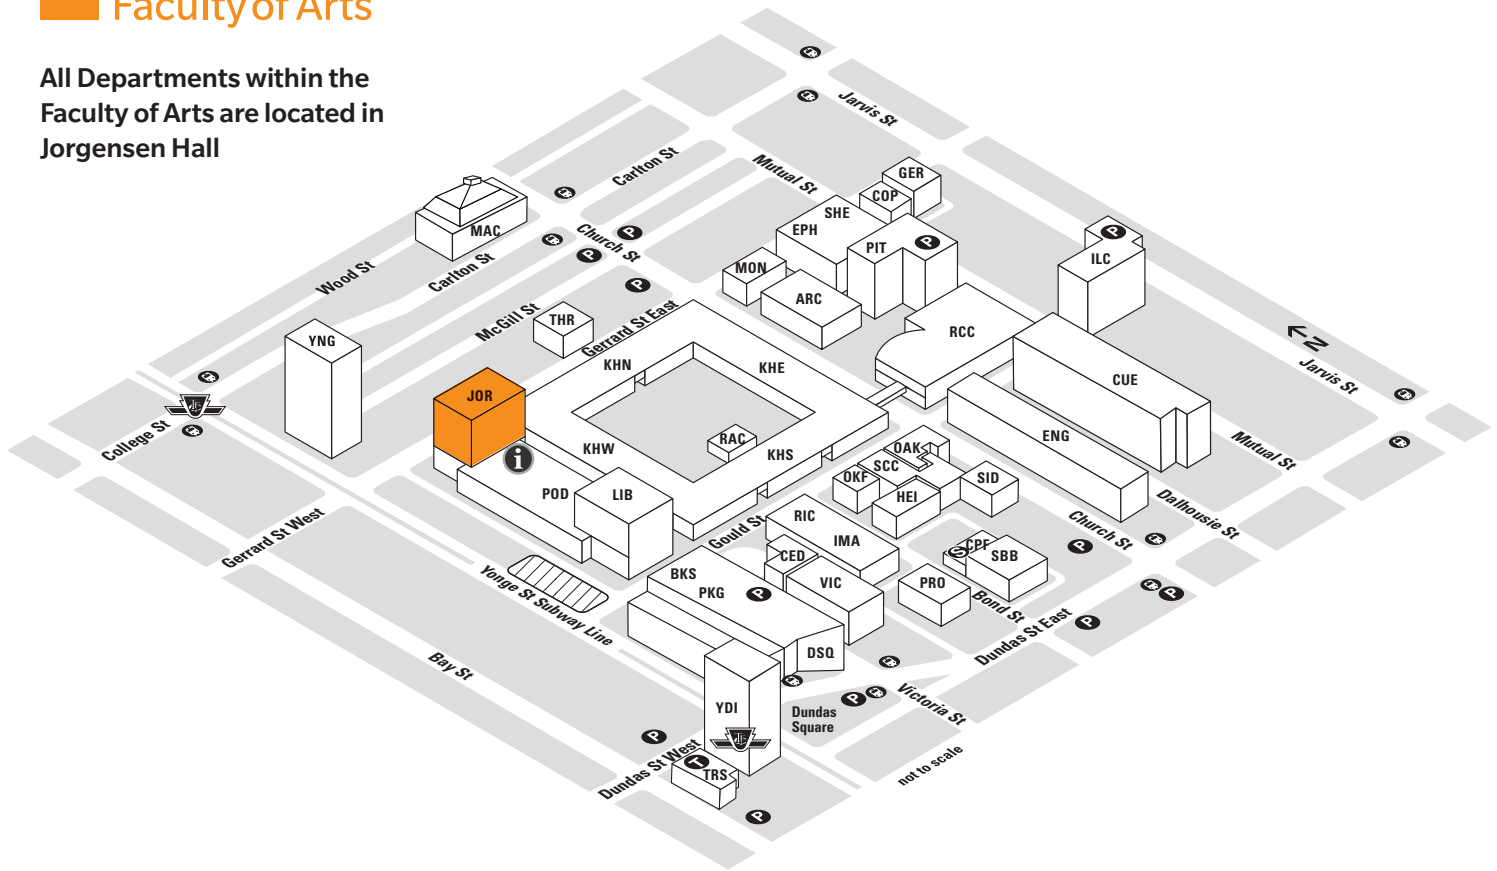 Faculty of Arts
All Departments within the
Faculty of Arts are located in
Jorgensen Hall
Jarvis St
Carlton St
Mutual St
GER
COP
SHE
EPH
PIT
P
MAC
Church St
P
P
P
ILC
P
Wood St
Carlton St
MON
ARC
McGill St
THR
Gerrard St East
YNG
RCC
N
Jarvis St
KHN
KHE
CUE
JOR
College St
RAC
KHW
KHS
i
OAK
ENG
Mutual St
SCC
OKF
HEI
SID
POD
LIB
Dalhousie St
Gerrard St West
Gould St
RIC
IMA
Church St
P
CED
CPF
S
SBB
Yonge St Subway Line
BKS
PKG
P
VIC
PRO
Bond St
P
P
Dundas St East
DSQ
Bay St
Victoria St
P
YDI
Dundas
Square
P
Dundas St West
T
TRS
not to scale
P